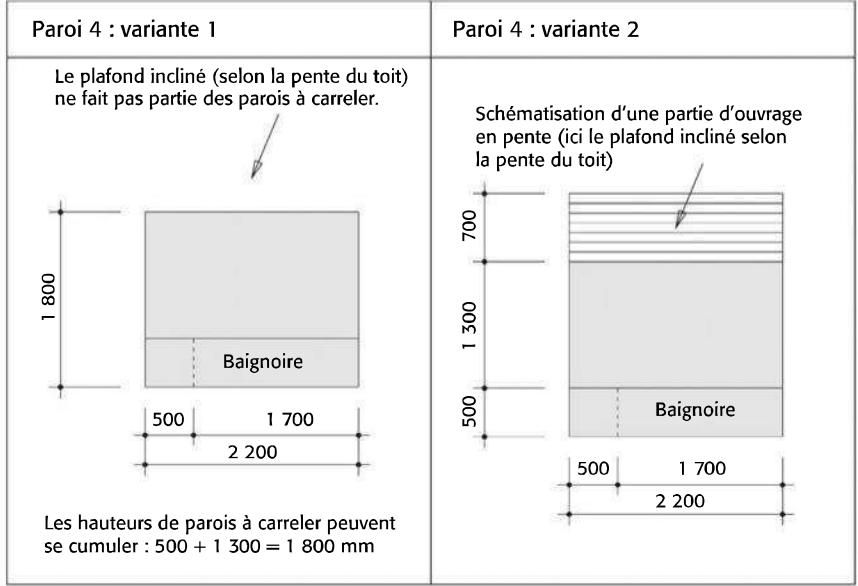 Paroi 4 : variante 1
Le plafond incliné (selon la pente du toit)
ne fait pas partie des parois à carreler.
1 800
Baignoire
500
1 700
2 200
Les hauteurs de parois à carreler peuvent
se cumuler : 500 + 1 300 = 1 800 mm
Paroi 4 : variante 2
Schématisation d'une partie d'ouvrage
en pente (ici le plafond incliné selon
la pente du toit)
700
1 300
500
Baignoire
500
1 700
2 200